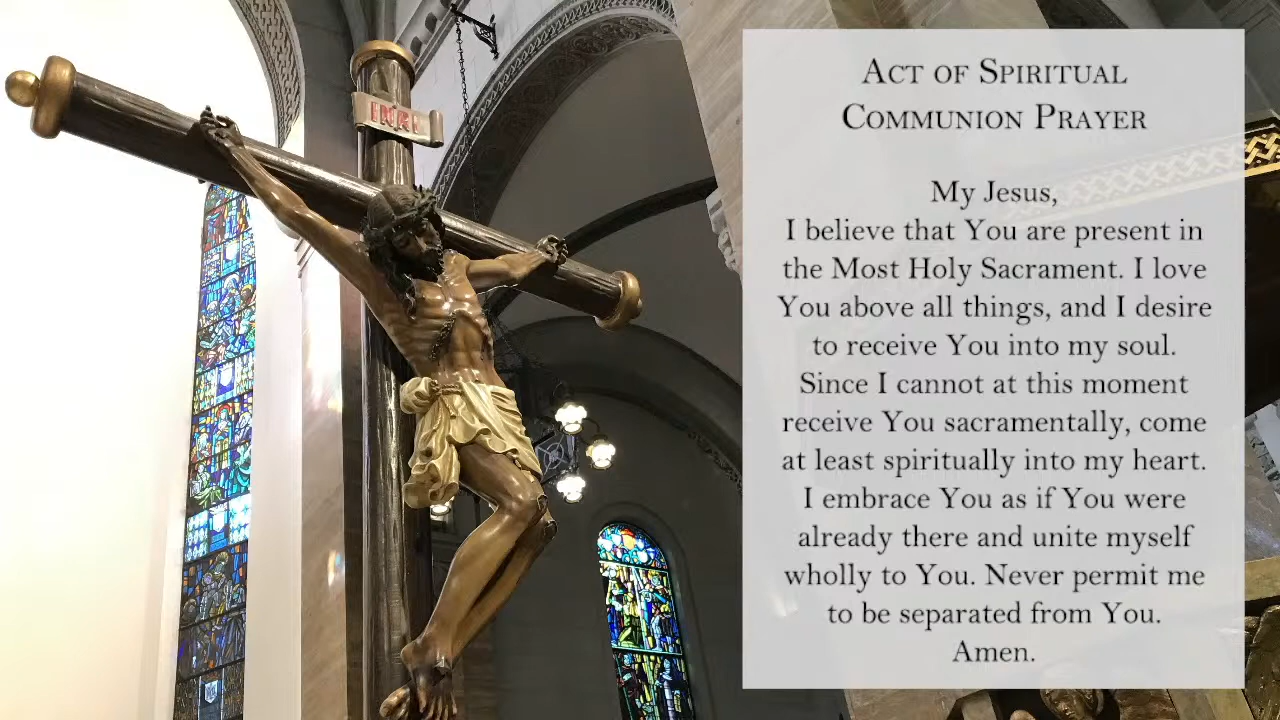 INRI
ACT OF SPIRITUAL
COMMUNION PRAYER
My Jesus,
I believe that You are present in
the Most Holy Sacrament. I love
You above all things, and I desire
to receive You into my soul.
Since I cannot at this moment
receive You sacramentally, come
at least spiritually into my heart.
I embrace You as if You were
already there and unite myself
wholly to You. Never permit me
to be separated from You.
Amen.